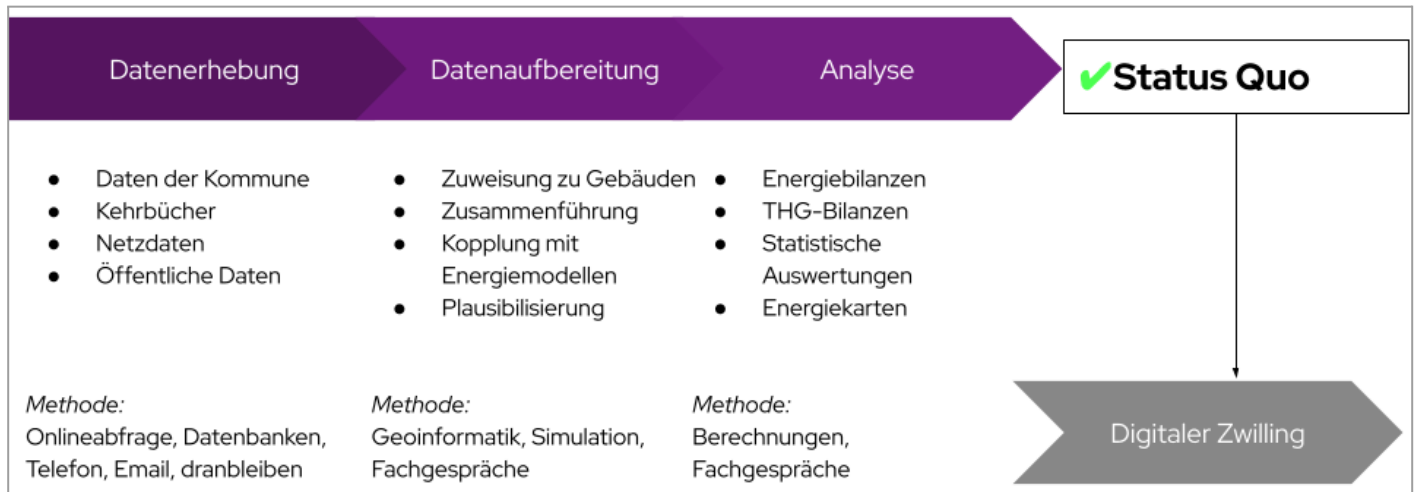 Datenerhebung
Datenaufbereitung
Analyse
✔Status Quo
● Daten der Kommune
● Kehrbücher
● Netzdaten
● Öffentliche Daten
● Zuweisung zu Gebäuden
● Zusammenführung
● Kopplung mit
Energiemodellen
● Plausibilisierung
● Energiebilanzen
● THG-Bilanzen
● Statistische
Auswertungen
● Energiekarten
Methode:
Onlineabfrage, Datenbanken,
Telefon, Email, dranbleiben
Methode:
Geoinformatik, Simulation,
Fachgespräche
Methode:
Berechnungen,
Fachgespräche
Digitaler Zwilling